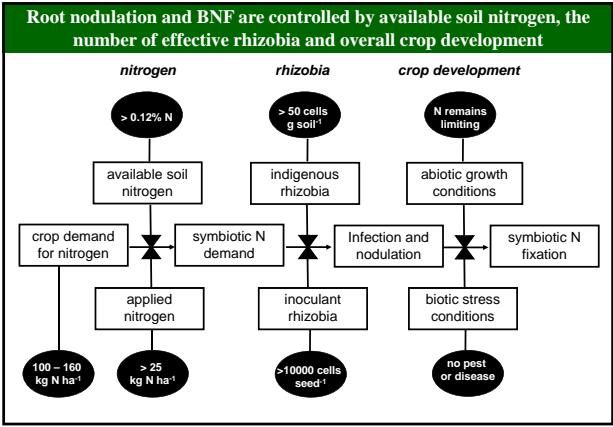 Root nodulation and BNF are controlled by available soil nitrogen, the
number of effective rhizobia and overall crop development
nitrogen
rhizobia
crop development
> 0.12% N
> 50 cells
g soil⁻¹
N remains
limiting
available soil
nitrogen
indigenous
rhizobia
abiotic growth
conditions
crop demand
for nitrogen
symbiotic N
demand
Infection and
nodulation
symbiotic N
fixation
applied
nitrogen
inoculant
rhizobia
biotic stress
conditions
100 – 160
kg N ha⁻¹
> 25
kg N ha⁻¹
>10000 cells
seed⁻¹
no pest
or disease